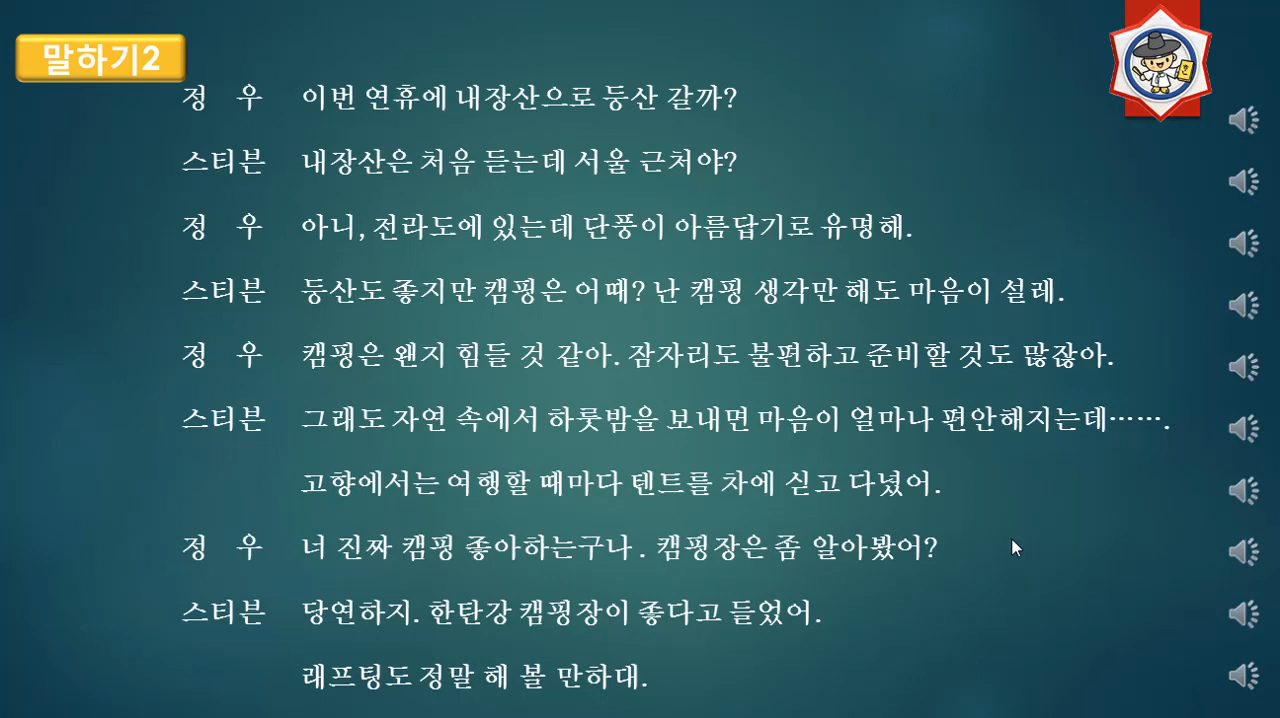 말하기2
정 우 이번 연휴에 내장산으로 등산 갈까?
스티븐 내장산은 처음 듣는데 서울 근처야?
정 우 아니, 전라도에 있는데 단풍이 아름답기로 유명해.
스티븐 등산도 좋지만 캠핑은 어때? 난 캠핑 생각만 해도 마음이 설레.
정 우 캠핑은 왠지 힘들 것 같아. 잠자리도 불편하고 준비할 것도 많잖아.
스티븐 그래도 자연 속에서 하룻밤을 보내면 마음이 얼마나 편안해지는데…….
고향에서는 여행할 때마다 텐트를 차에 싣고 다녔어.
정 우 너 진짜 캠핑 좋아하는구나. 캠핑장은 좀 알아봤어?
스티븐 당연하지. 한탄강 캠핑장이 좋다고 들었어.
래프팅도 정말 해 볼 만하대.